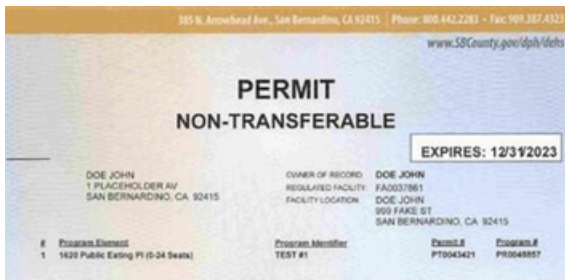 385 N. Arrowhead Ave., San Bernardino, CA 92415 | Phone: 800.442.2283 • Fax: 909.387.4323
www.SBCounty.gov/dph/dehs
PERMIT
NON-TRANSFERABLE
EXPIRES: 12/31/2023
DOE JOHN
1 PLACEHOLDER AV
SAN BERNARDINO, CA 92415
OWNER OF RECORD: DOE JOHN
REGULATED FACILITY: FA0037861
FACILITY LOCATION: DOE JOHN
999 FAKE ST
SAN BERNARDINO, CA 92415
# Program Element Program Identifier Permit # Program #
1 1620 Public Eating Pl (0-24 Seats) TEST #1 PT0043421 PR0048857